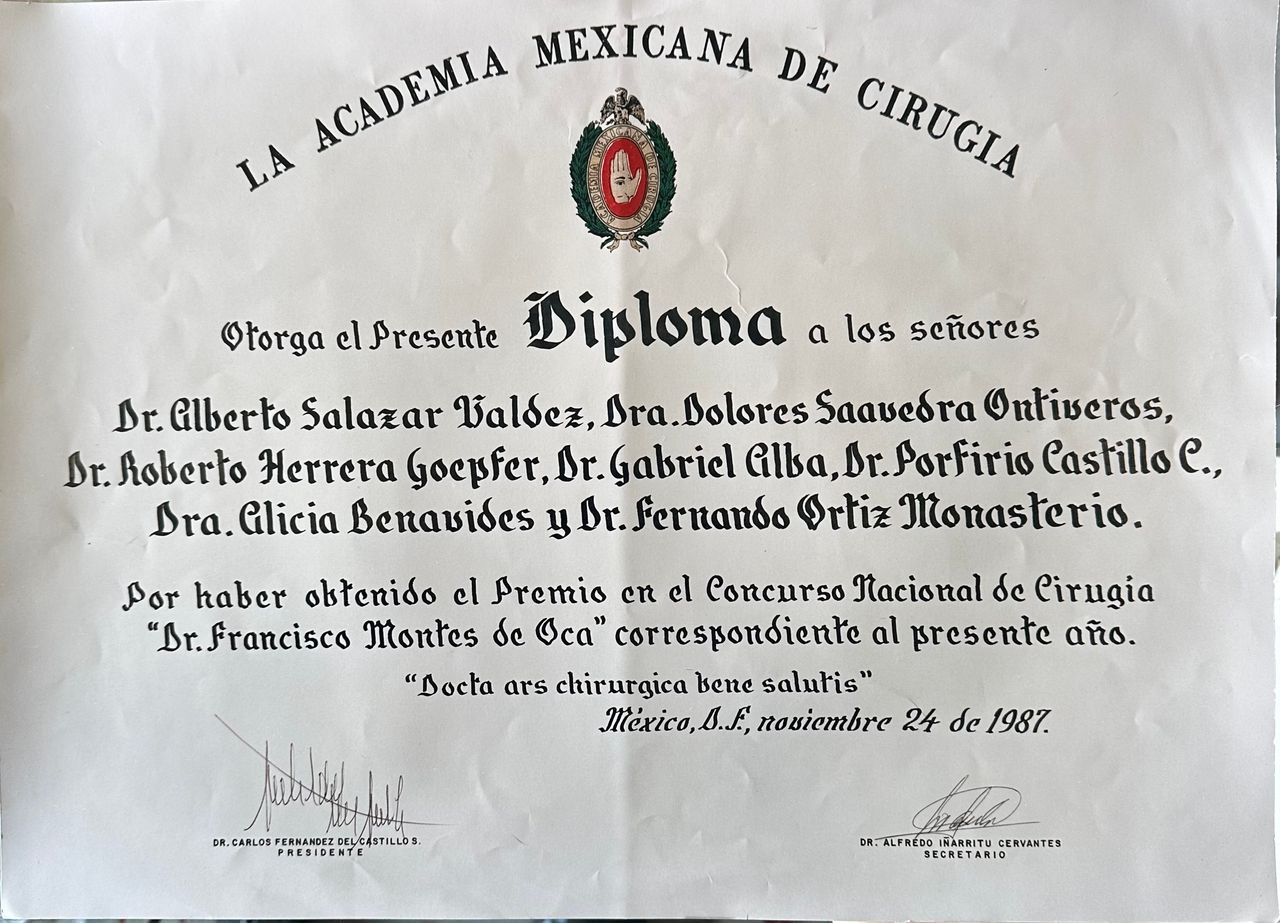 LA ACADEMIA MEXICANA DE CIRUGIA
ACADEMIA MEXICANA DE CIRUGIA
Otorga el Presente Diploma a los señores
Dr. Alberto Salazar Valdez, Dra. Dolores Saavedra Ontiveros,
Dr. Roberto Herrera Goepfer, Dr. Gabriel Alba, Dr. Porfirio Castillo C.,
Dra. Alicia Benavides y Dr. Fernando Ortiz Monasterio.
Por haber obtenido el Premio en el Concurso Nacional de Cirugía
"Dr. Francisco Montes de Oca" correspondiente al presente año.
"Docta ars chirurgica bene salutis"
México, D.F., noviembre 24 de 1987.
DR. CARLOS FERNANDEZ DEL CASTILLO S.
PRESIDENTE
DR. ALFREDO IÑARRITU CERVANTES
SECRETARIO